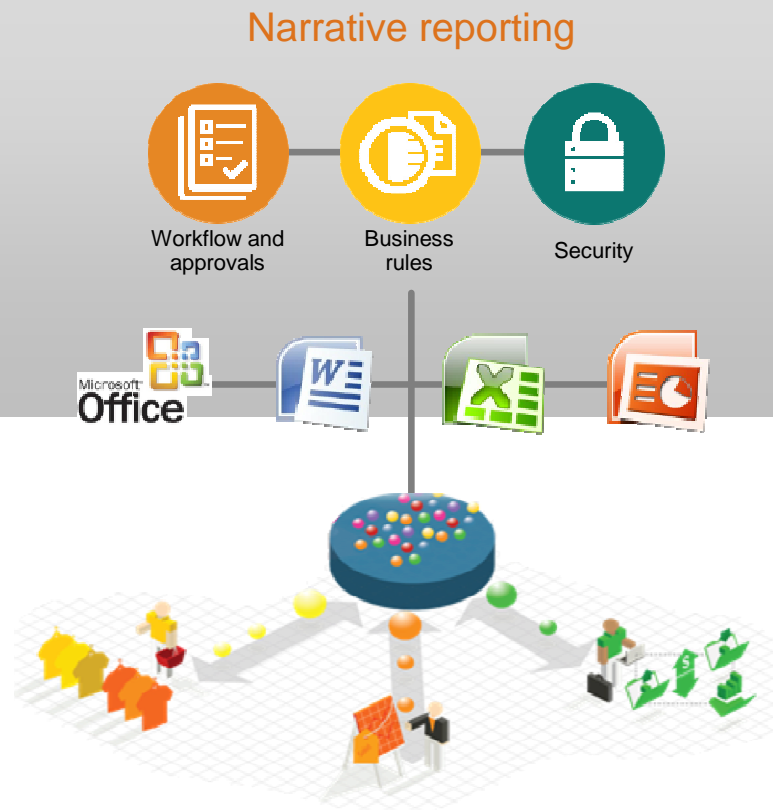 Narrative reporting
Workflow and
approvals
Business
rules
Security
Microsoft
Office
W
X
$